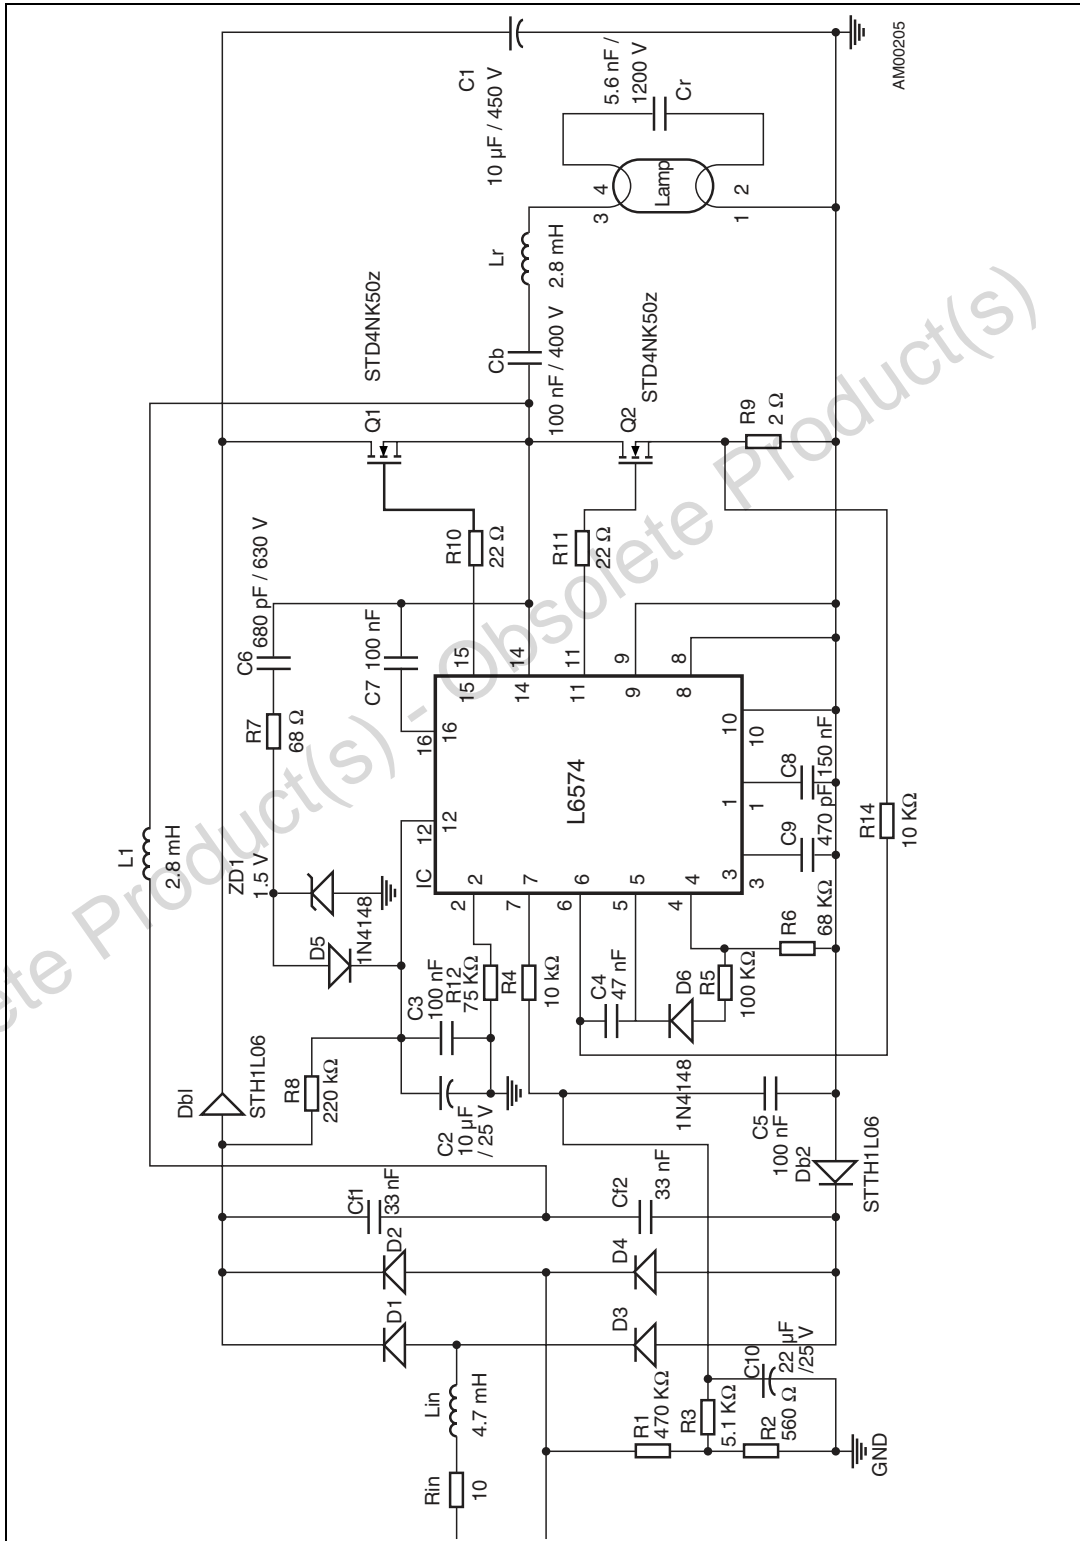 AM00205
C1
10 µF / 450 V
5.6 nF /
1200 V
Cr
Lamp
4
3
2
1
Lr
2.8 mH
Cb
100 nF / 400 V
STD4NK50z
Q1
Q2
STD4NK50z
R9
2 Ω
R10
22 Ω
R11
22 Ω
C6
680 pF / 630 V
C7
100 nF
R7
68 Ω
L1
2.8 mH
ZD1
1.5 V
D5
1N4148
IC
L6574
15
15
14
14
11
11
9
9
8
8
16
16
12
12
10
10
1
1
3
3
2
2
7
7
6
6
5
5
4
4
C8
150 nF
C9
470 pF
R14
10 KΩ
R6
68 KΩ
C3
100 nF
R12
75 KΩ
R4
10 kΩ
C4
47 nF
D6
1N4148
R5
100 KΩ
Dbl
STH1L06
R8
220 kΩ
C2
10 µF
/ 25 V
C5
100 nF
Db2
STTH1L06
Cf1
33 nF
Cf2
33 nF
D2
D4
D1
D3
Lin
4.7 mH
Rin
10
R1
470 KΩ
R3
5.1 KΩ
R2
560 Ω
C10
22 µF
/25 V
GND
ete Product(s) - Obsolete Product(s)